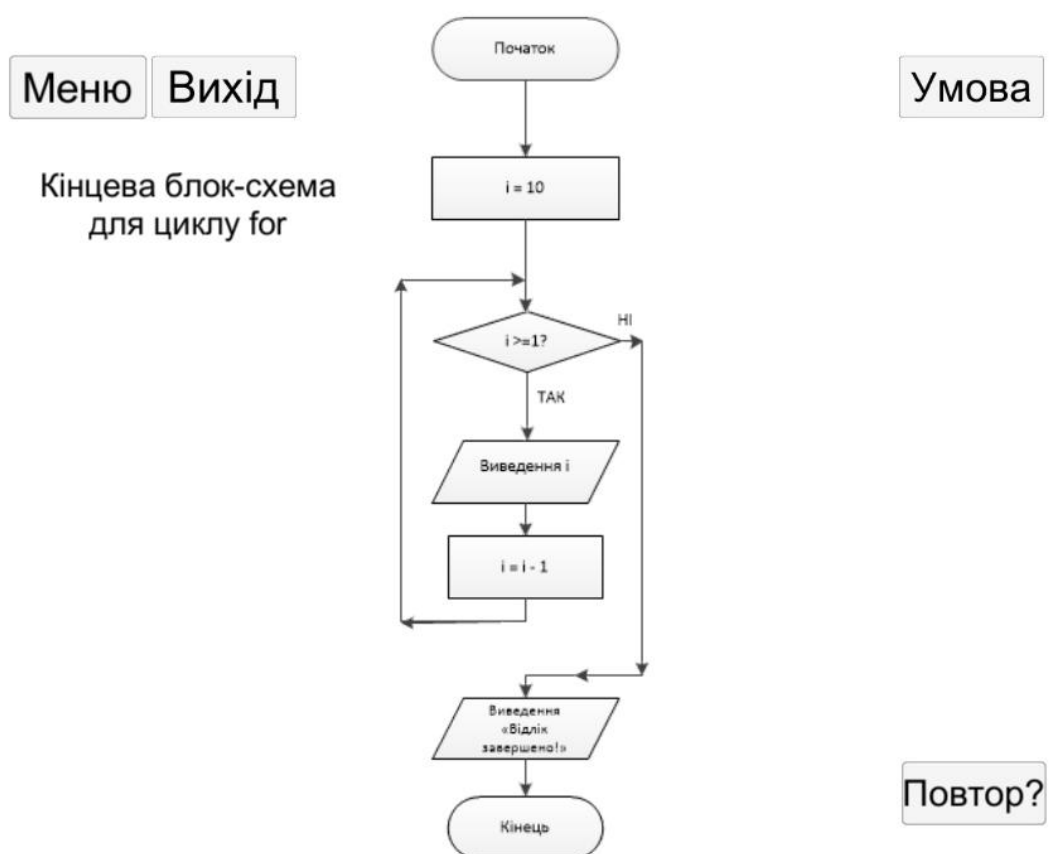 Початок
Меню
Вихід
Умова
Кінцева блок-схема
для циклу for
i = 10
i >=1?
НІ
ТАК
Виведення i
i = i - 1
Виведення
«Відлік
завершено!»
Повтор?
Кінець